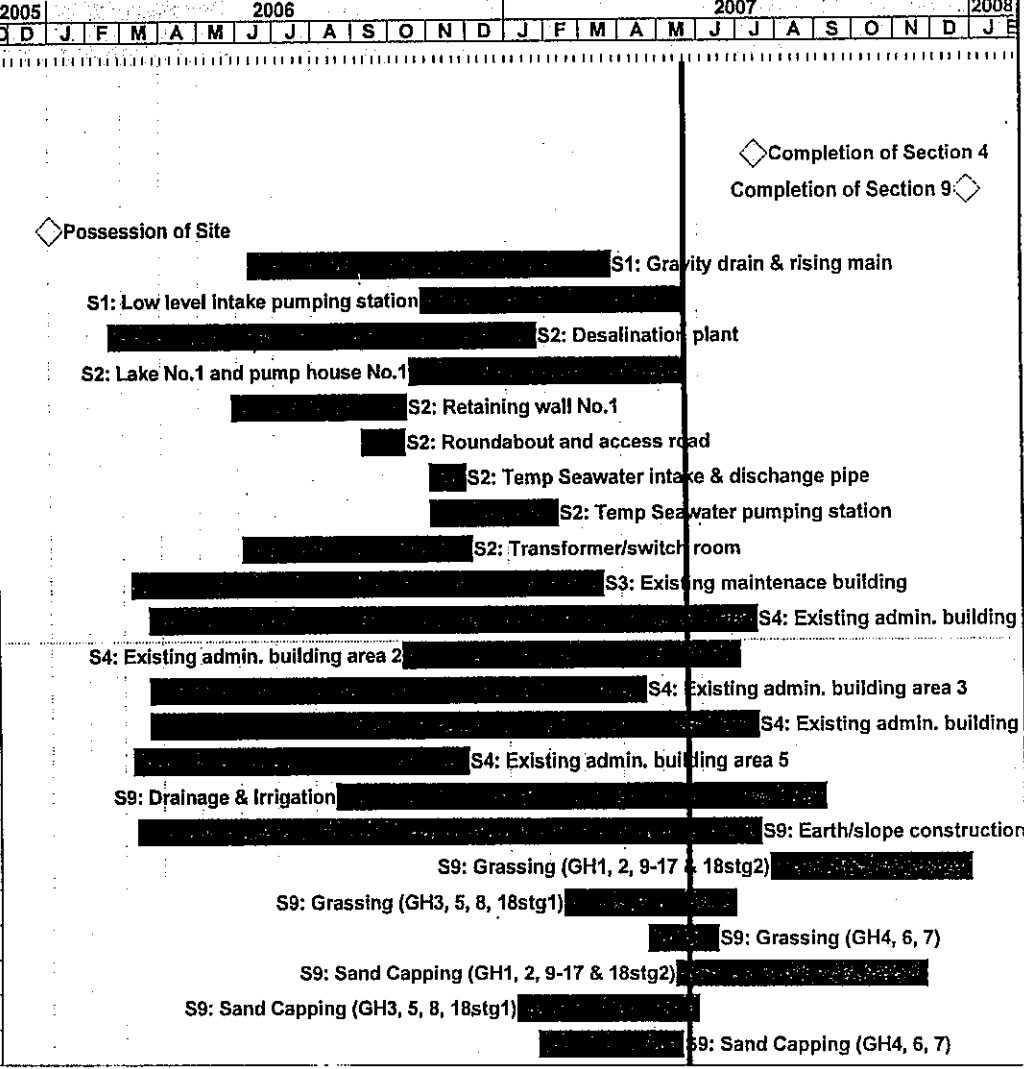 2005 2006 2007 2008
D J F M A M J J A S O N D J F M A M J J A S O N D J
Completion of Section 4
Completion of Section 9
Possession of Site
S1: Gravity drain & rising main
S1: Low level intake pumping station
S2: Desalination plant
S2: Lake No.1 and pump house No.1
S2: Retaining wall No.1
S2: Roundabout and access road
S2: Temp Seawater intake & discharge pipe
S2: Temp Seawater pumping station
S2: Transformer/switch room
S3: Existing maintenace building
S4: Existing admin. building
S4: Existing admin. building area 2
S4: Existing admin. building area 3
S4: Existing admin. building
S4: Existing admin. building area 5
S9: Drainage & Irrigation
S9: Earth/slope construction
S9: Grassing (GH1, 2, 9-17 & 18stg2)
S9: Grassing (GH3, 5, 8, 18stg1)
S9: Grassing (GH4, 6, 7)
S9: Sand Capping (GH1, 2, 9-17 & 18stg2)
S9: Sand Capping (GH3, 5, 8, 18stg1)
S9: Sand Capping (GH4, 6, 7)